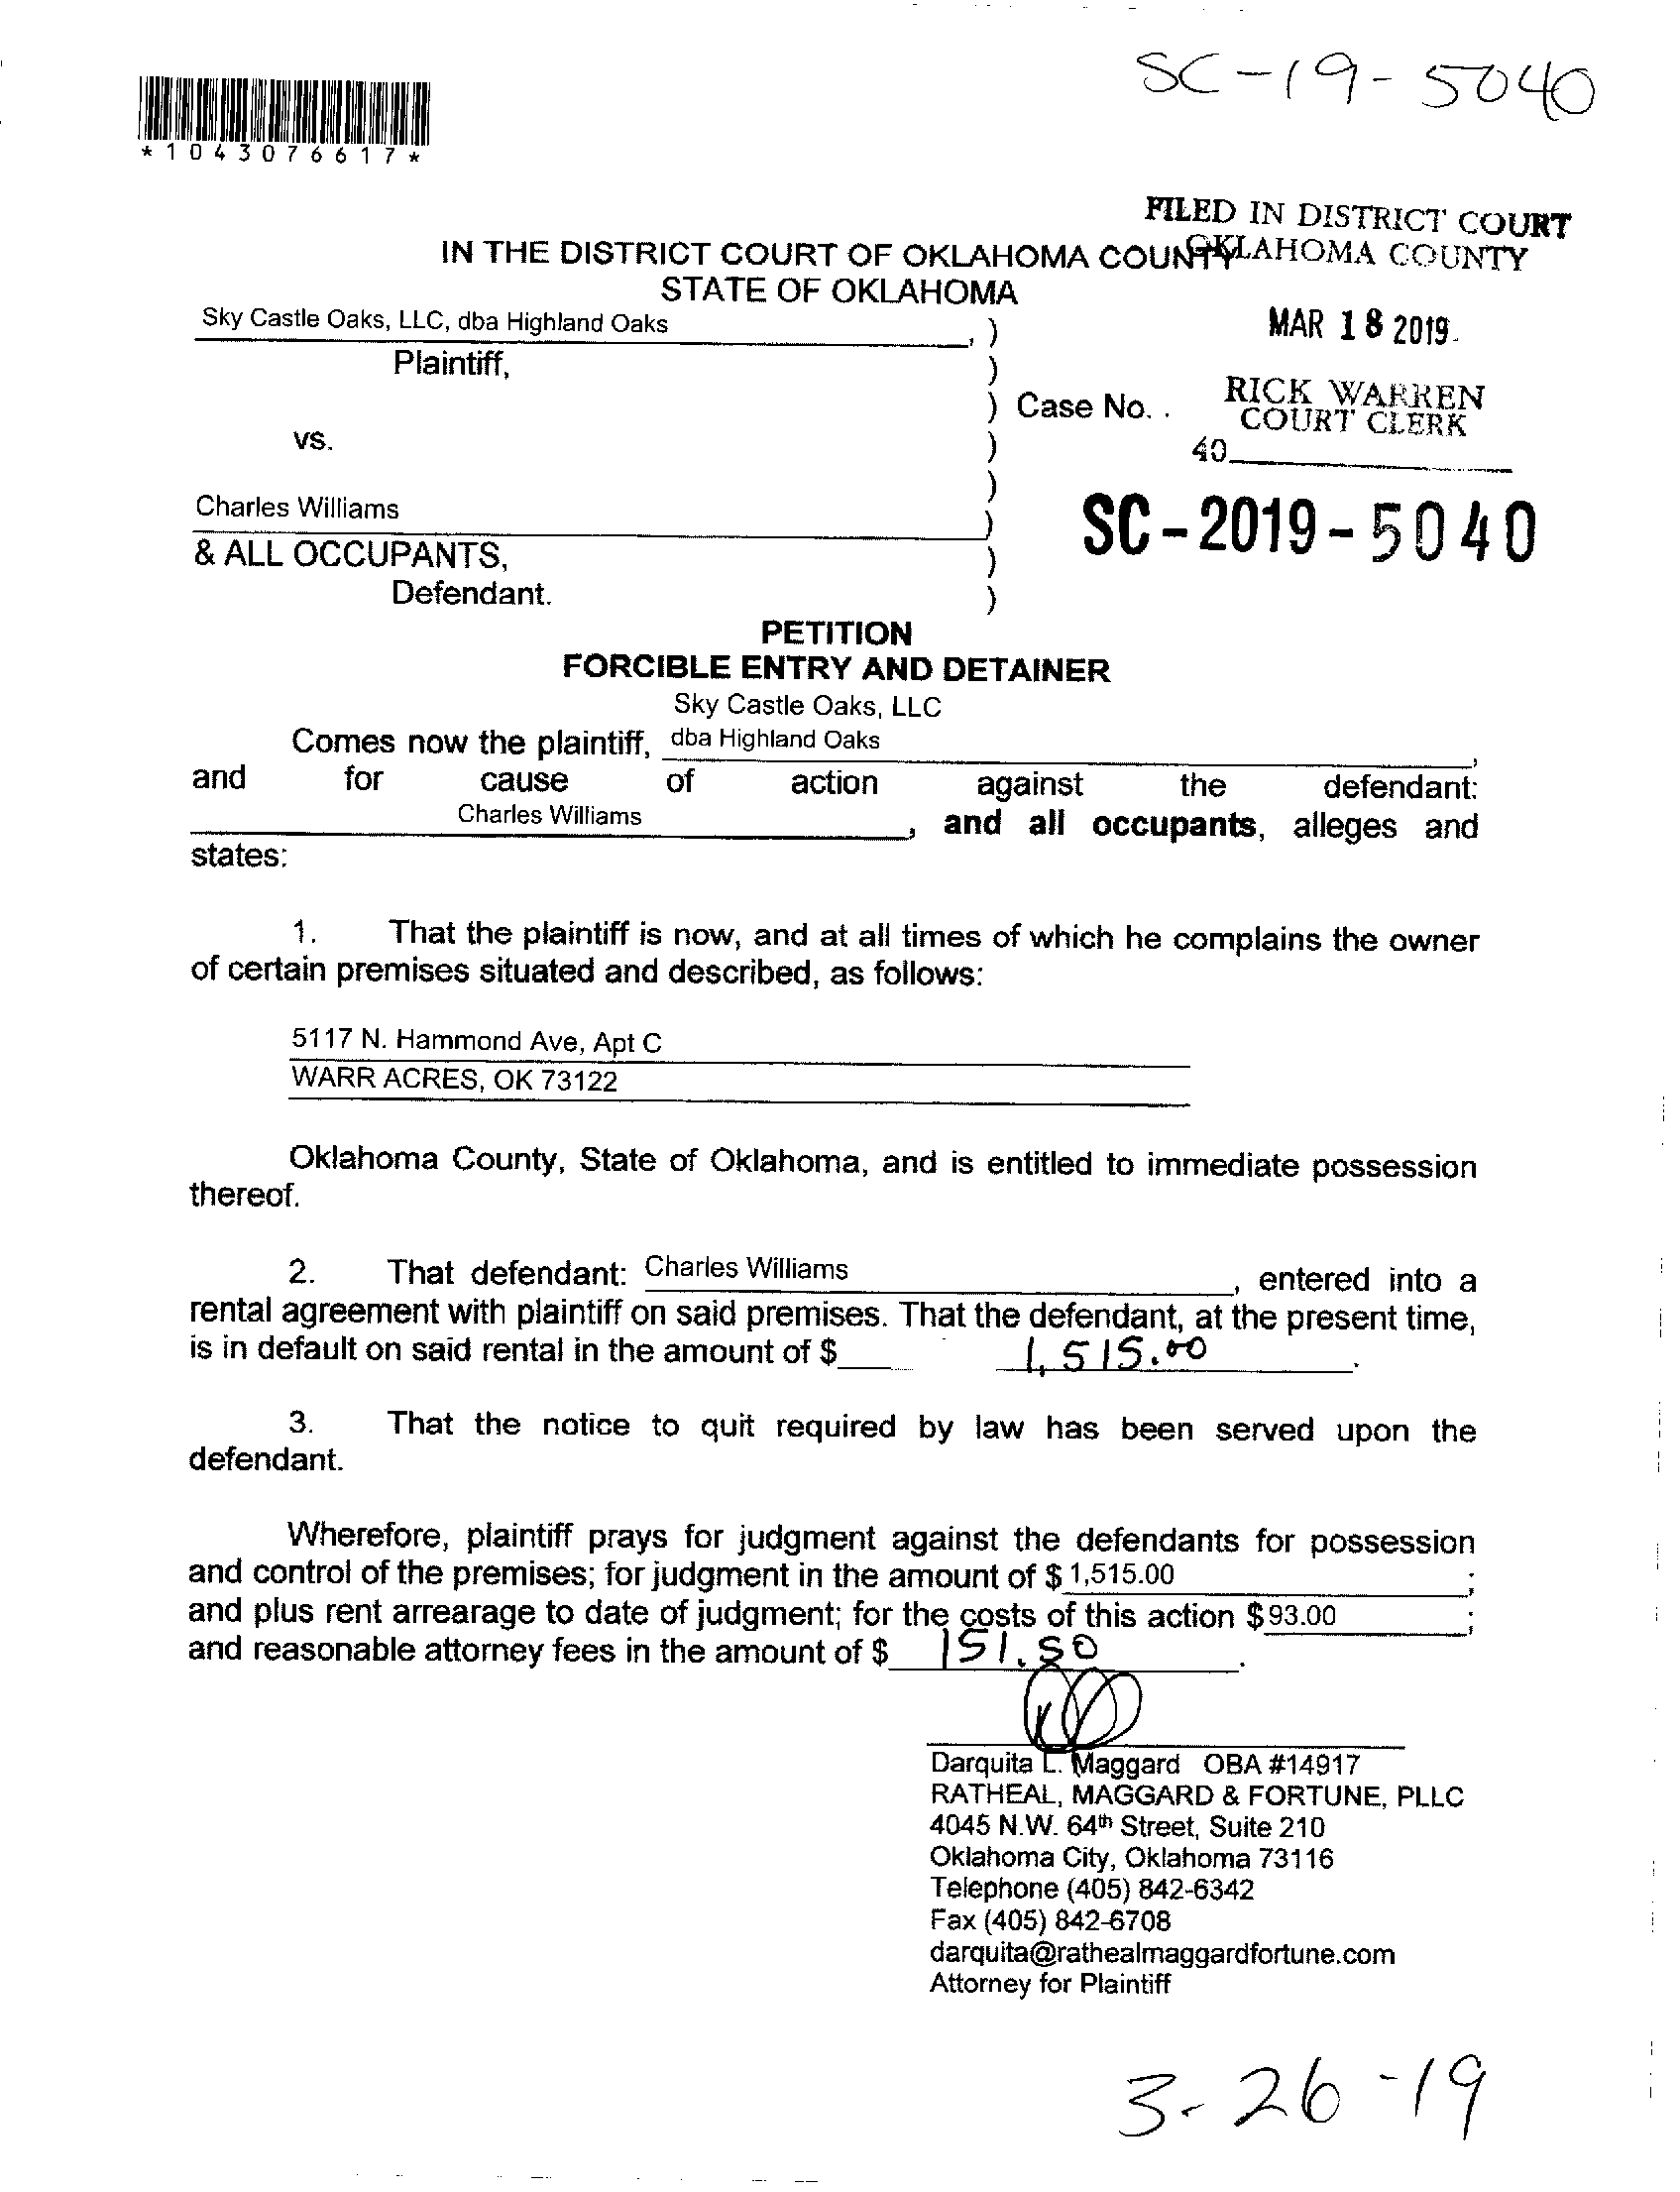 SC-19-5040
*1043076617*
FILED IN DISTRICT COURT
OKLAHOMA COUNTY
IN THE DISTRICT COURT OF OKLAHOMA COUNTY
STATE OF OKLAHOMA
MAR 18 2019
Sky Castle Oaks, LLC, dba Highland Oaks, )
Plaintiff, )
) Case No. .
RICK WARREN
COURT CLERK
40
vs. )
)
SC-2019-5040
Charles Williams )
& ALL OCCUPANTS, )
Defendant. )
PETITION
FORCIBLE ENTRY AND DETAINER
Sky Castle Oaks, LLC
Comes now the plaintiff, dba Highland Oaks,
and for cause of action against the defendant:
Charles Williams, and all occupants, alleges and
states:
1. That the plaintiff is now, and at all times of which he complains the owner
of certain premises situated and described, as follows:
5117 N. Hammond Ave, Apt C
WARR ACRES, OK 73122
Oklahoma County, State of Oklahoma, and is entitled to immediate possession
thereof.
2. That defendant: Charles Williams, entered into a
rental agreement with plaintiff on said premises. That the defendant, at the present time,
is in default on said rental in the amount of $ 1,515.00.
3. That the notice to quit required by law has been served upon the
defendant.
Wherefore, plaintiff prays for judgment against the defendants for possession
and control of the premises; for judgment in the amount of $ 1,515.00;
and plus rent arrearage to date of judgment; for the costs of this action $93.00;
and reasonable attorney fees in the amount of $ 151.50.
Darquita L. Maggard OBA #14917
RATHEAL, MAGGARD & FORTUNE, PLLC
4045 N.W. 64th Street, Suite 210
Oklahoma City, Oklahoma 73116
Telephone (405) 842-6342
Fax (405) 842-6708
darquita@rathealmaggardfortune.com
Attorney for Plaintiff
3-26-19